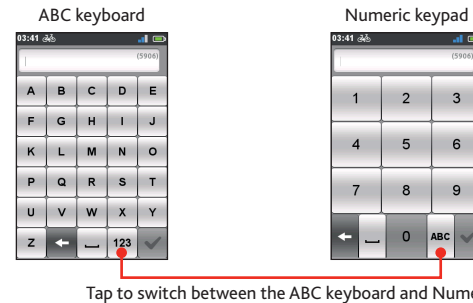 ABC keyboard
Numeric keypad
03:41
(5906)
A B C D E
F G H I J
K L M N O
P Q R S T
U V W X Y
Z 123
03:41
(5906)
1 2 3
4 5 6
7 8 9
0 ABC
Tap to switch between the ABC keyboard and Nume